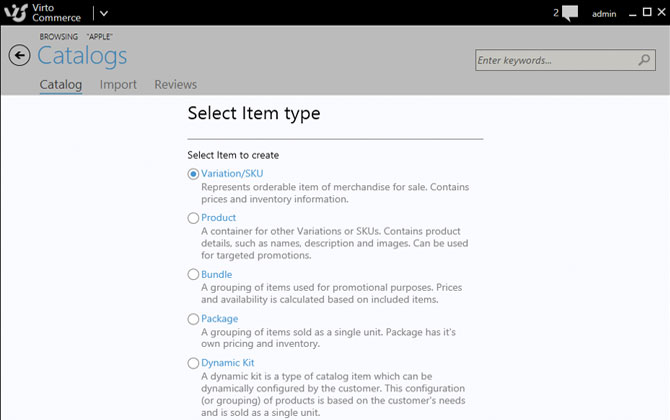 Virto
Commerce
2
admin
BROWSING "APPLE"
Catalogs
Enter keywords...
Catalog Import Reviews
Select Item type
Select Item to create
Variation/SKU
Represents orderable item of merchandise for sale. Contains
prices and inventory information.
Product
A container for other Variations or SKUs. Contains product
details, such as names, description and images. Can be used
for targeted promotions.
Bundle
A grouping of items used for promotional purposes. Prices
and availability is calculated based on included items.
Package
A grouping of items sold as a single unit. Package has it's
own pricing and inventory.
Dynamic Kit
A dynamic kit is a type of catalog item which can be
dynamically configured by the customer. This configuration
(or grouping) of products is based on the customer's needs
and is sold as a single unit.